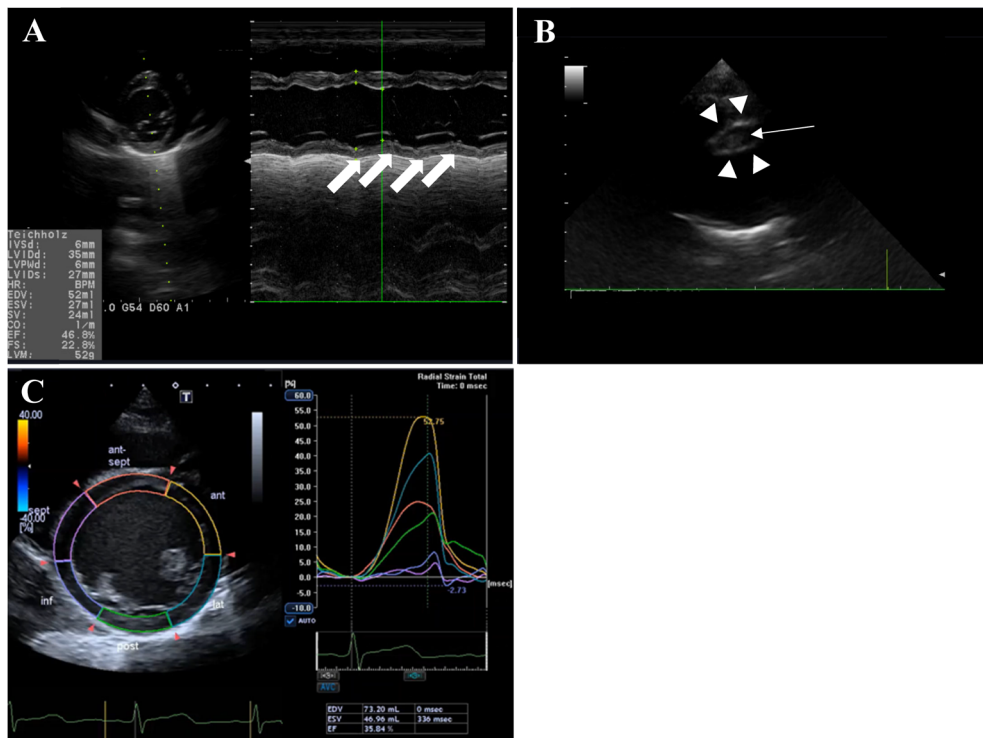 A
Teichholz
IVSd: 6mm
LVIDd: 35mm
LVPWd: 6mm
LVIDs: 27mm
HR: BPM
EDV: 52ml
ESV: 27ml
SV: 24ml
CO: l/m
EF: 46.8%
FS: 22.8%
LVM: 52g
.0 G54 D60 A1
B
C
T
40.00
-40.00
[%]
ant-
sept
ant
sept
inf
lat
post
Radial Strain Total
Time: 0 msec
[%]
60.0
55.0
50.0
45.0
40.0
35.0
30.0
25.0
20.0
15.0
10.0
5.0
0.0
-5.0
-10.0
52.75
-2.73
[msec]
AUTO
AVC
EDV 73.20 mL 0 msec
ESV 46.96 mL 336 msec
EF 35.84 %